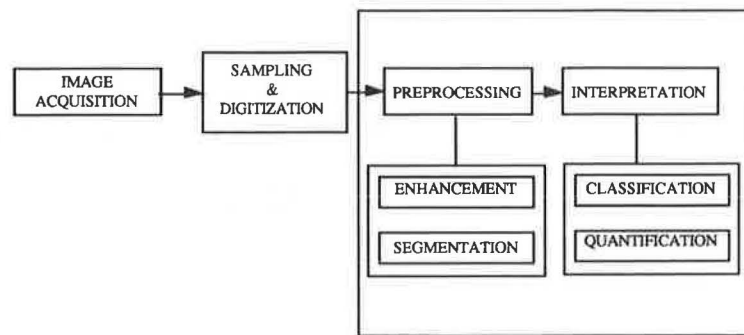 IMAGE
ACQUISITION
SAMPLING
&
DIGITIZATION
PREPROCESSING
INTERPRETATION
ENHANCEMENT
SEGMENTATION
CLASSIFICATION
QUANTIFICATION